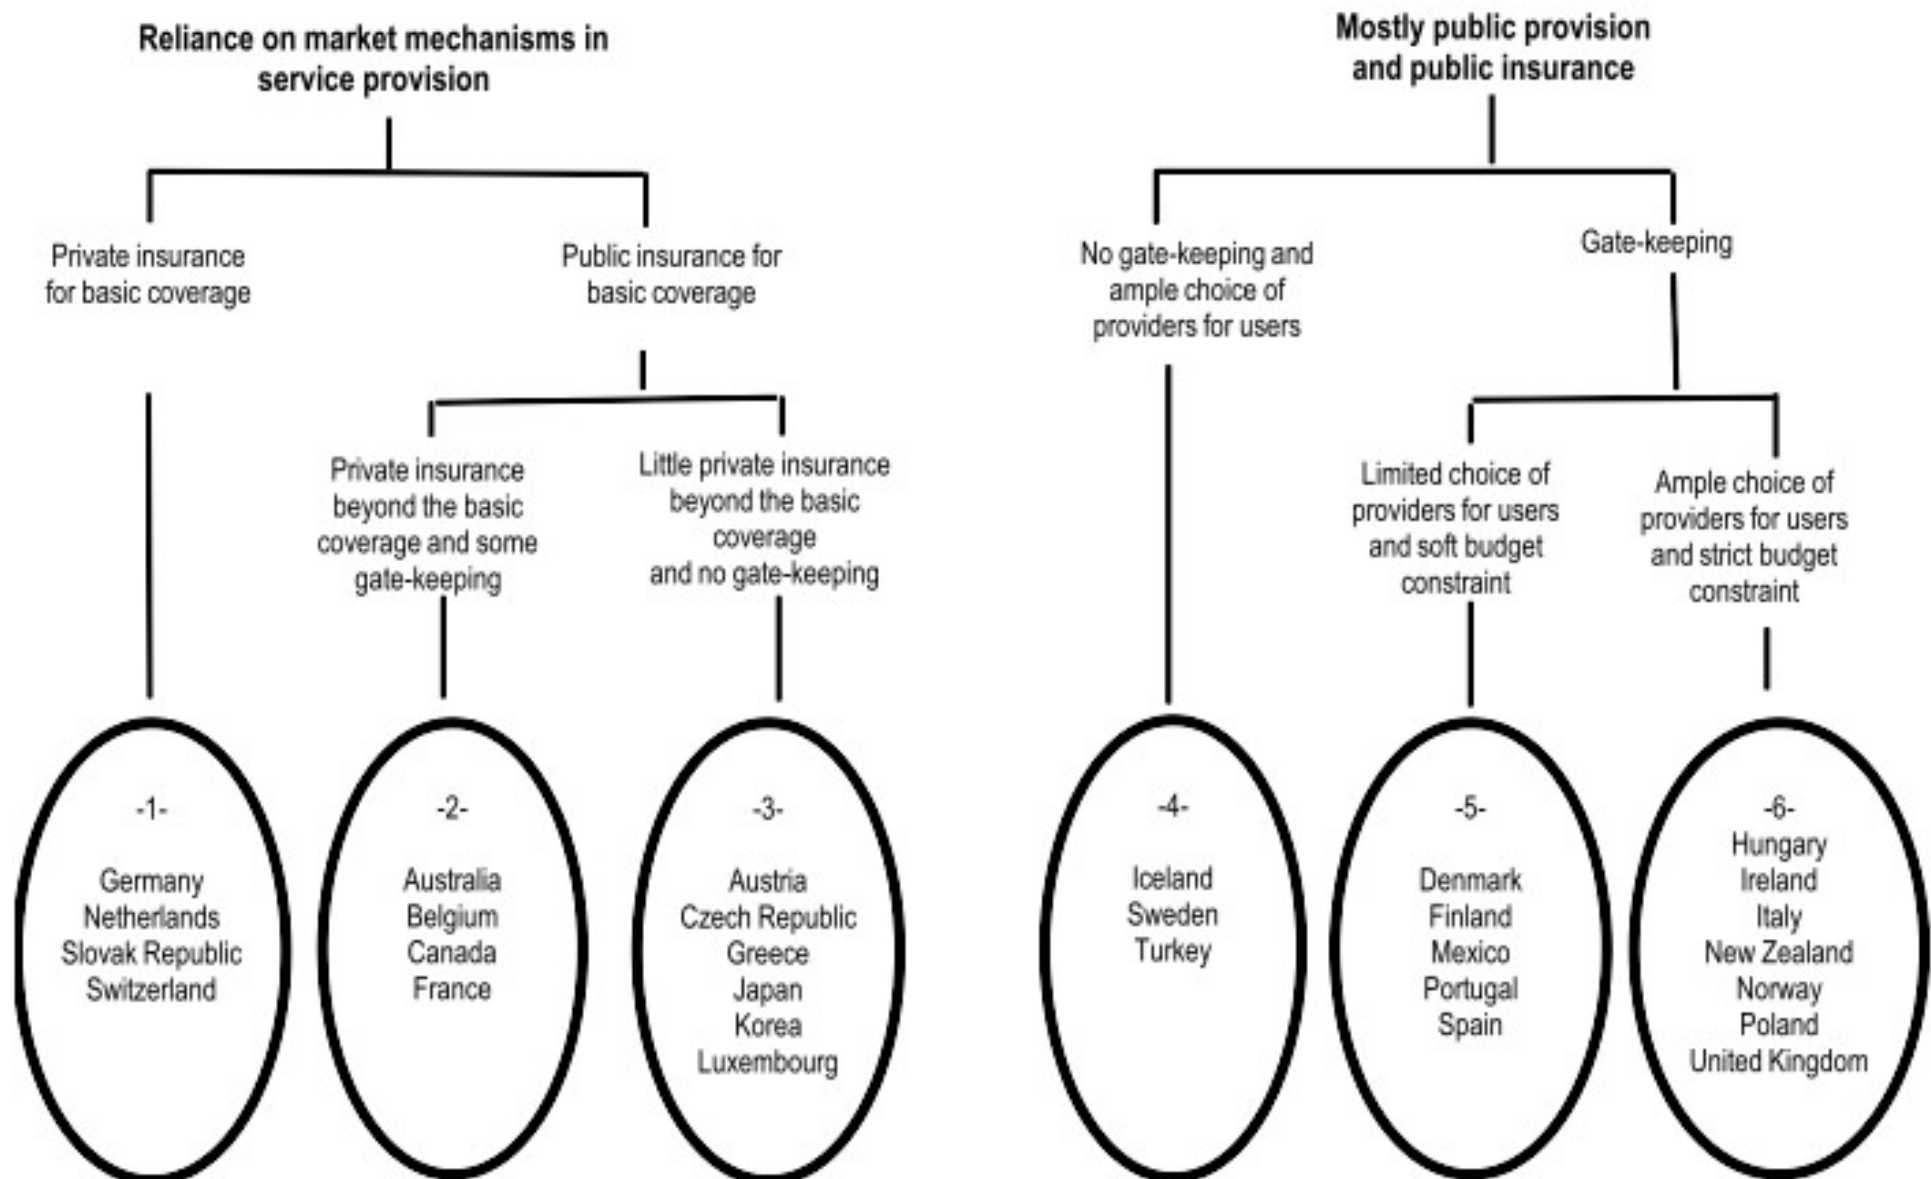 Reliance on market mechanisms in
service provision
Private insurance
for basic coverage
Public insurance for
basic coverage
Private insurance
beyond the basic
coverage and some
gate-keeping
Little private insurance
beyond the basic
coverage
and no gate-keeping
-1-
Germany
Netherlands
Slovak Republic
Switzerland
-2-
Australia
Belgium
Canada
France
-3-
Austria
Czech Republic
Greece
Japan
Korea
Luxembourg
Mostly public provision
and public insurance
No gate-keeping and
ample choice of
providers for users
Gate-keeping
Limited choice of
providers for users
and soft budget
constraint
Ample choice of
providers for users
and strict budget
constraint
-4-
Iceland
Sweden
Turkey
-5-
Denmark
Finland
Mexico
Portugal
Spain
-6-
Hungary
Ireland
Italy
New Zealand
Norway
Poland
United Kingdom